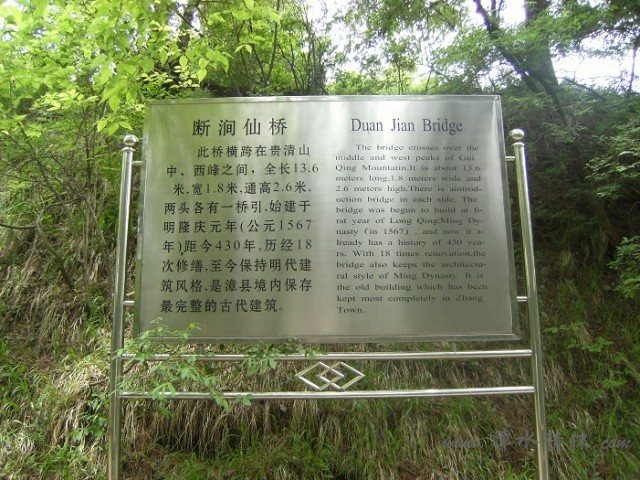 断涧仙桥
此桥横跨在贵清山
中、西峰之间，全长13.6
米，宽1.8米，通高2.6米，
两头各有一桥引，始建于
明隆庆元年(公元1567
年)距今430年，历经18
次修缮，至今保持明代建
筑风格，是漳县境内保存
最完整的古代建筑。
Duan Jian Bridge
The bridge crosses over the
middle and west peaks of Gui
Qing Mountatin.It is about 13.6
meters long,1.8 meters wide and
2.6 meters high.There is aintrod-
uction bridge in each side. The
bridge was begun to build at fi-
rst year of Long Qing,Ming Dy-
nasty (in 1567) , and now it a-
lready has a history of 430 yea-
rs. With 18 times renovation,the
bridge also keeps the architectu-
ral style of Ming Dynasty. It is
the old building which has been
kept most completely in Zhang
Town.